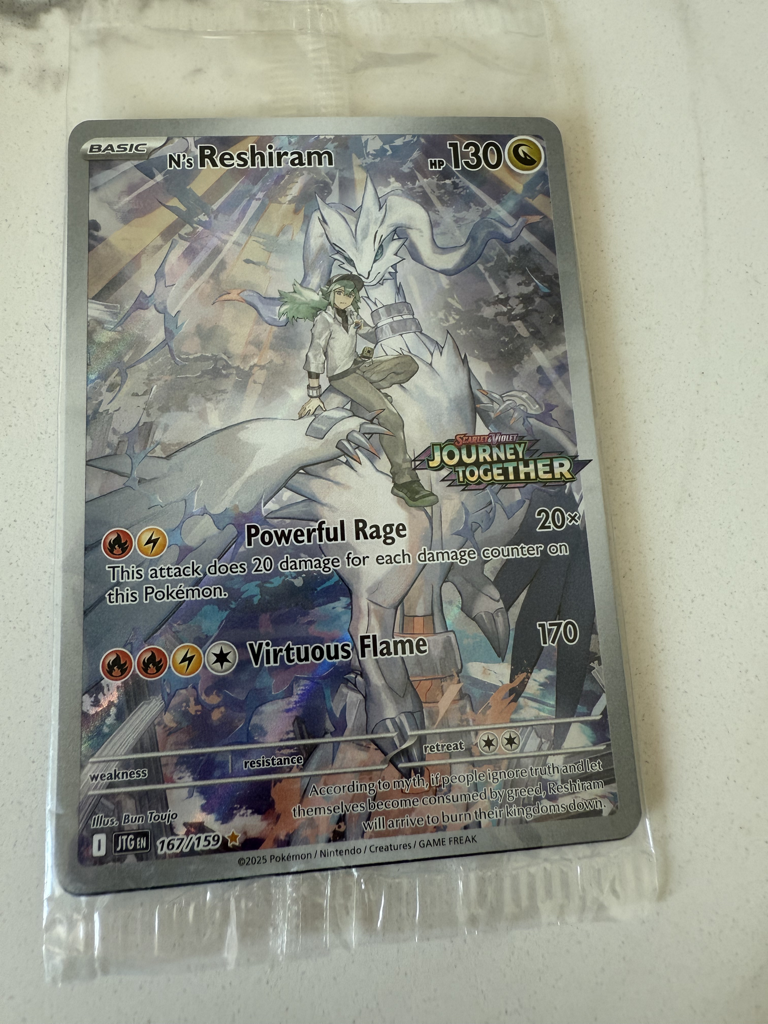 BASIC
N's Reshiram
HP 130
SCARLET & VIOLET
JOURNEY
TOGETHER
Powerful Rage 20×
This attack does 20 damage for each damage counter on
this Pokémon.
Virtuous Flame 170
weakness resistance retreat
According to myth, if people ignore truth and let
themselves become consumed by greed, Reshiram
will arrive to burn their kingdoms down.
Illus. Bun Toujo
I JTG EN 167/159
©2025 Pokémon / Nintendo / Creatures / GAME FREAK